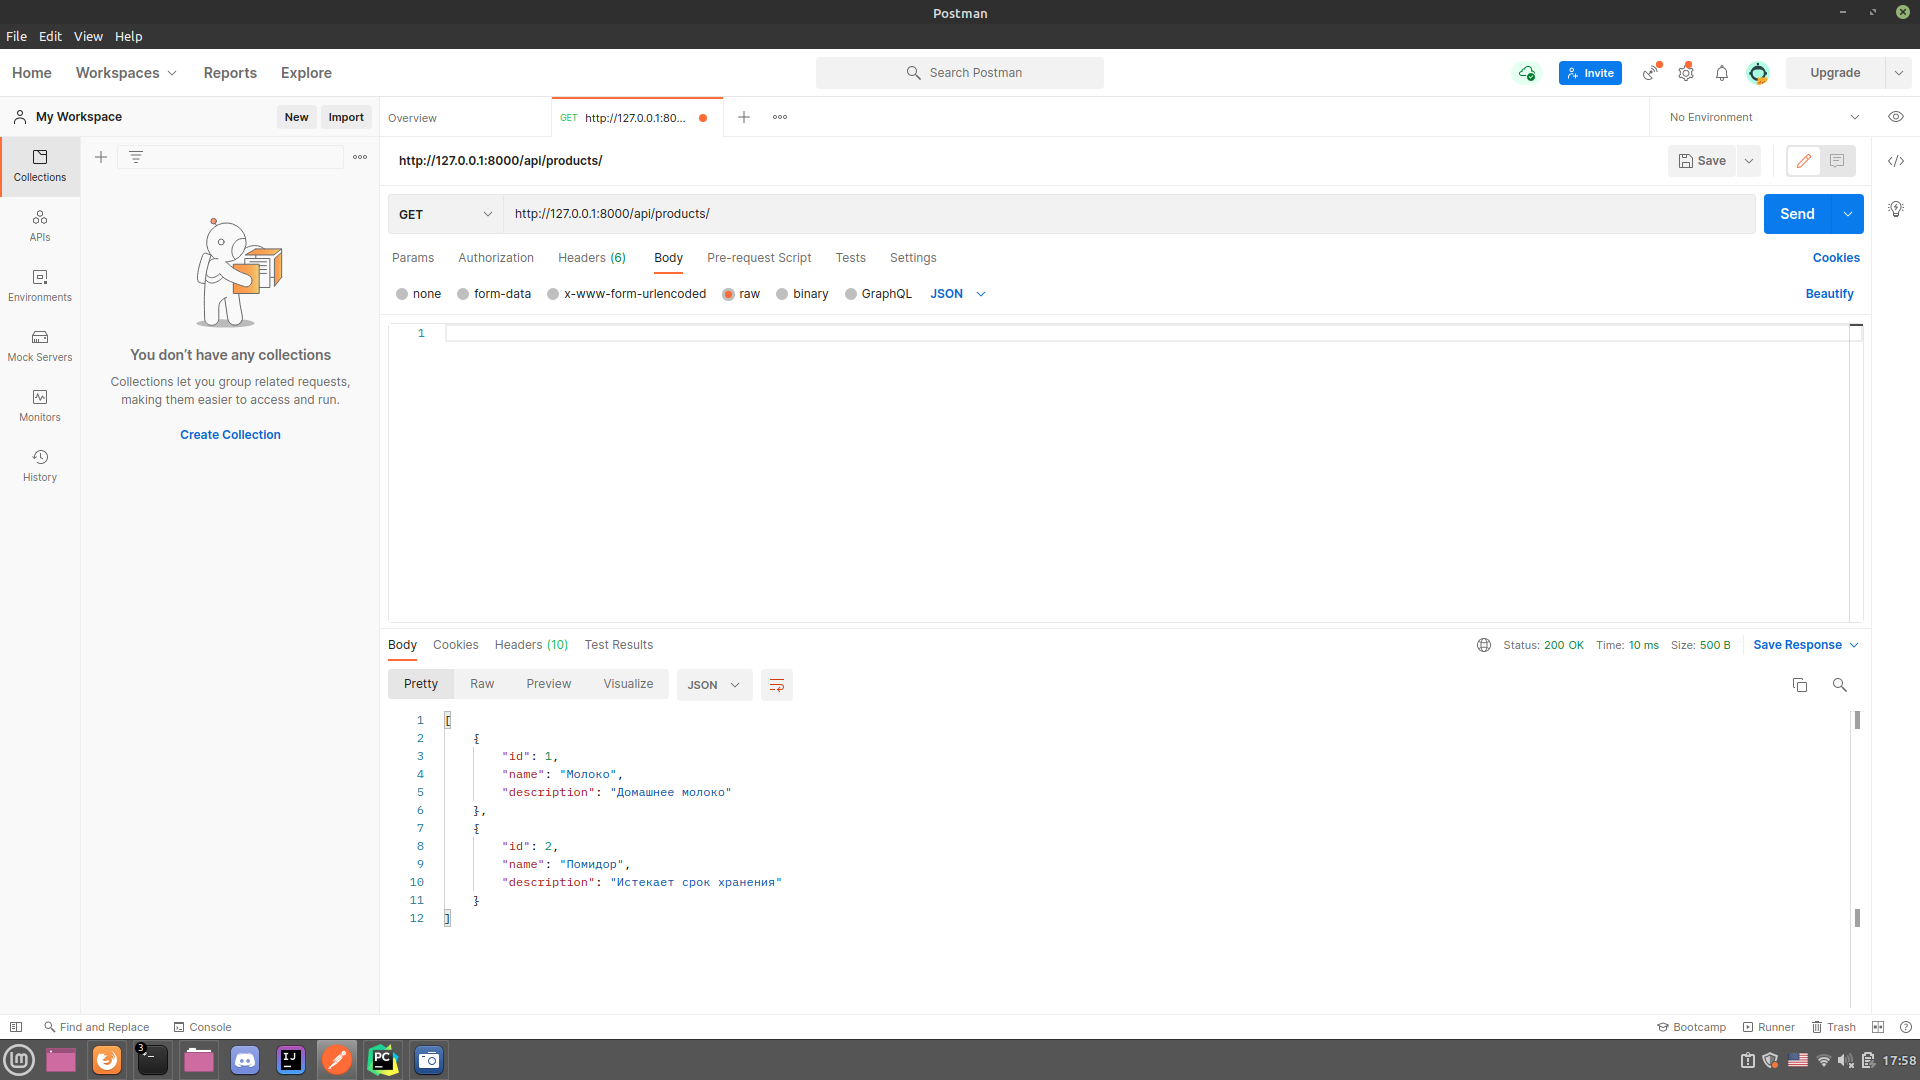 Postman
File Edit View Help
Home Workspaces Reports Explore Search Postman Invite Upgrade
My Workspace New Import Overview GET http://127.0.0.1:80... No Environment
http://127.0.0.1:8000/api/products/ Save
Collections
APIs
Environments
Mock Servers
Monitors
History
You don’t have any collections
Collections let you group related requests,
making them easier to access and run.
Create Collection
GET http://127.0.0.1:8000/api/products/ Send
Params Authorization Headers (6) Body Pre-request Script Tests Settings Cookies
none form-data x-www-form-urlencoded raw binary GraphQL JSON Beautify
1
Body Cookies Headers (10) Test Results Status: 200 OK Time: 10 ms Size: 500 B Save Response
Pretty Raw Preview Visualize JSON
1 [
2 {
3 "id": 1,
4 "name": "Молоко",
5 "description": "Домашнее молоко"
6 },
7 {
8 "id": 2,
9 "name": "Помидор",
10 "description": "Истекает срок хранения"
11 }
12 ]
Find and Replace Console Bootcamp Runner Trash
3 IJ PC 17:58